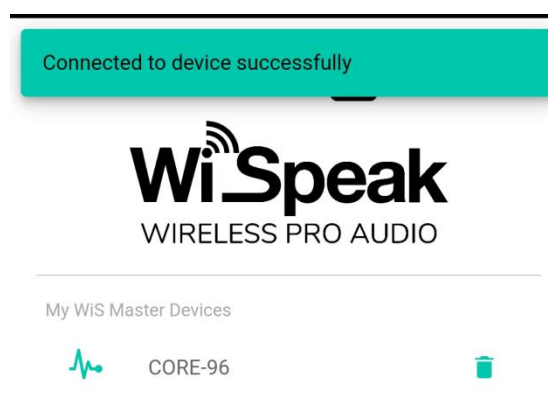 Connected to device successfully
WiSpeak
WIRELESS PRO AUDIO
My WiS Master Devices
CORE-96